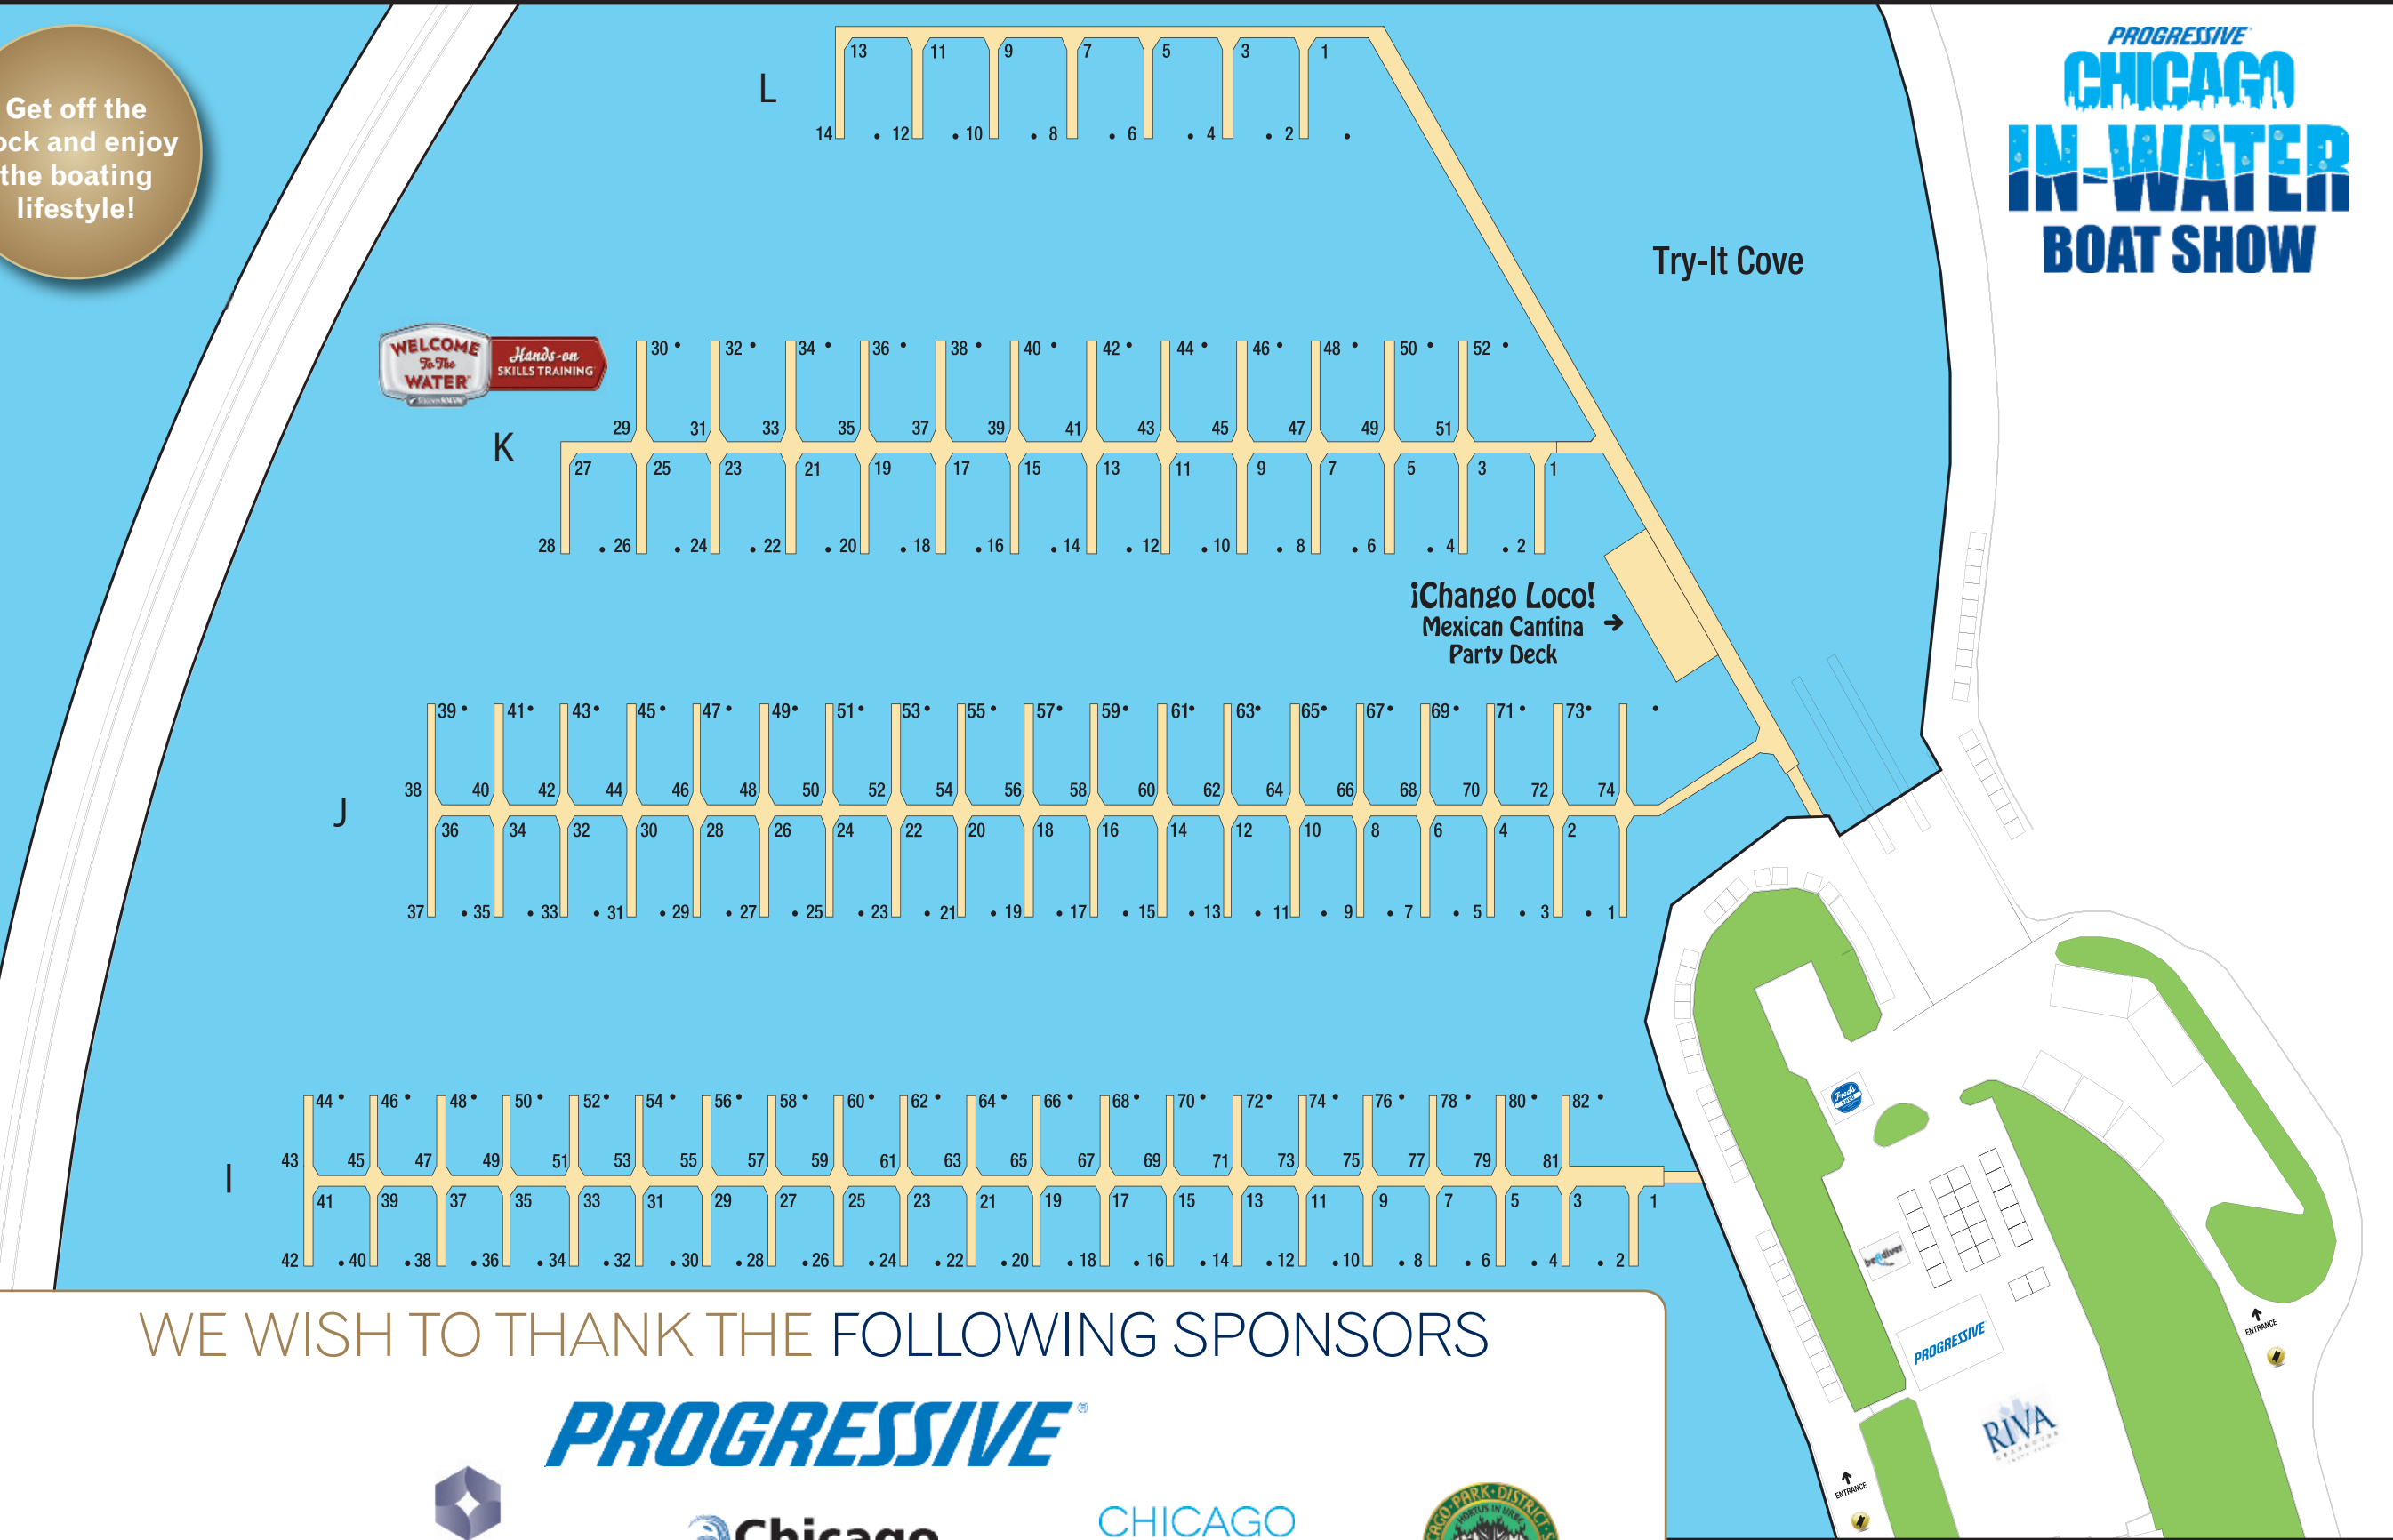 Get off the
ock and enjoy
the boating
lifestyle!
PROGRESSIVE
CHICAGO
IN-WATER
BOAT SHOW
L
13 11 9 7 5 3 1
14 12 10 8 6 4 2
Try-It Cove
WELCOME
To The
WATER
Hands-on
SKILLS TRAINING
30 32 34 36 38 40 42 44 46 48 50 52
29 31 33 35 37 39 41 43 45 47 49 51
K
27 25 23 21 19 17 15 13 11 9 7 5 3 1
28 26 24 22 20 18 16 14 12 10 8 6 4 2
¡Chango Loco!
Mexican Cantina →
Party Deck
39 41 43 45 47 49 51 53 55 57 59 61 63 65 67 69 71 73
38 40 42 44 46 48 50 52 54 56 58 60 62 64 66 68 70 72 74
J
36 34 32 30 28 26 24 22 20 18 16 14 12 10 8 6 4 2
37 35 33 31 29 27 25 23 21 19 17 15 13 11 9 7 5 3 1
44 46 48 50 52 54 56 58 60 62 64 66 68 70 72 74 76 78 80 82
43 45 47 49 51 53 55 57 59 61 63 65 67 69 71 73 75 77 79 81
I
41 39 37 35 33 31 29 27 25 23 21 19 17 15 13 11 9 7 5 3 1
42 40 38 36 34 32 30 28 26 24 22 20 18 16 14 12 10 8 6 4 2
Fred's
SHED
be a diver
PROGRESSIVE
RIVA
ENTRANCE
ENTRANCE
WE WISH TO THANK THE FOLLOWING SPONSORS
PROGRESSIVE®
Chicago
CHICAGO
CAGO PARK DISTRICT
HORTUS IN URBE